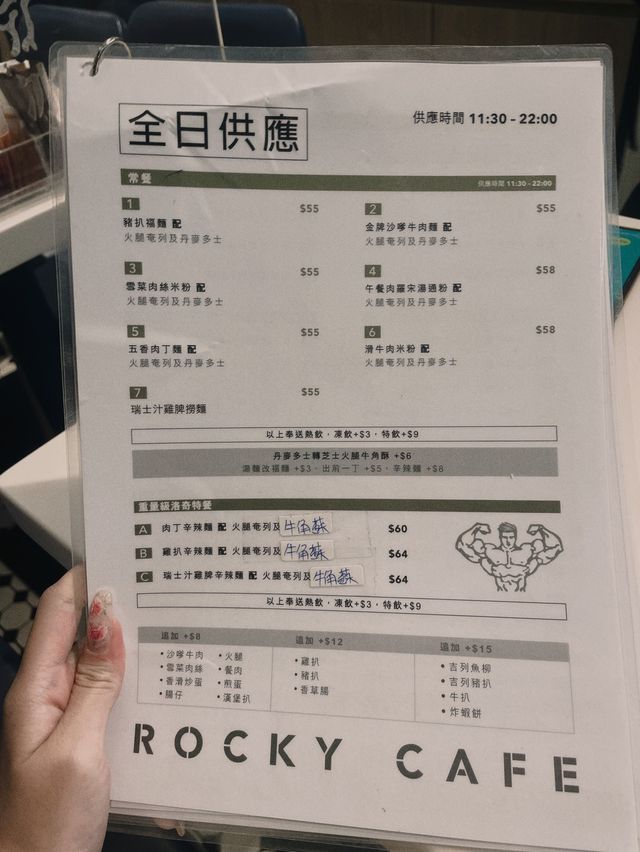 全日供應
供應時間 11:30 - 22:00
常餐
供應時間 11:30 - 22:00
1 $55
豬扒福麵 配
火腿奄列及丹麥多士
2 $55
金牌沙嗲牛肉麵 配
火腿奄列及丹麥多士
3 $55
雪菜肉絲米粉 配
火腿奄列及丹麥多士
4 $58
午餐肉羅宋湯通粉 配
火腿奄列及丹麥多士
5 $55
五香肉丁麵 配
火腿奄列及丹麥多士
6 $58
滑牛肉米粉 配
火腿奄列及丹麥多士
7 $55
瑞士汁雞脾撈麵
以上奉送熱飲，凍飲+$3，特飲+$9
丹麥多士轉芝士火腿牛角酥 +$6
湯麵改福麵 +$3．出前一丁 +$5．辛辣麵 +$8
重量級洛奇特餐
A 肉丁辛辣麵 配 火腿奄列及牛角酥 $60
B 雞扒辛辣麵 配 火腿奄列及牛角酥 $64
C 瑞士汁雞脾辛辣麵 配 火腿奄列及牛角酥 $64
以上奉送熱飲，凍飲+$3，特飲+$9
追加 +$8
• 沙嗲牛肉 • 火腿
• 雪菜肉絲 • 餐肉
• 香滑炒蛋 • 煎蛋
• 腸仔 • 漢堡扒
追加 +$12
• 雞扒
• 豬扒
• 香草腸
追加 +$15
• 吉列魚柳
• 吉列豬扒
• 牛扒
• 炸蝦餅
ROCKY CAFE